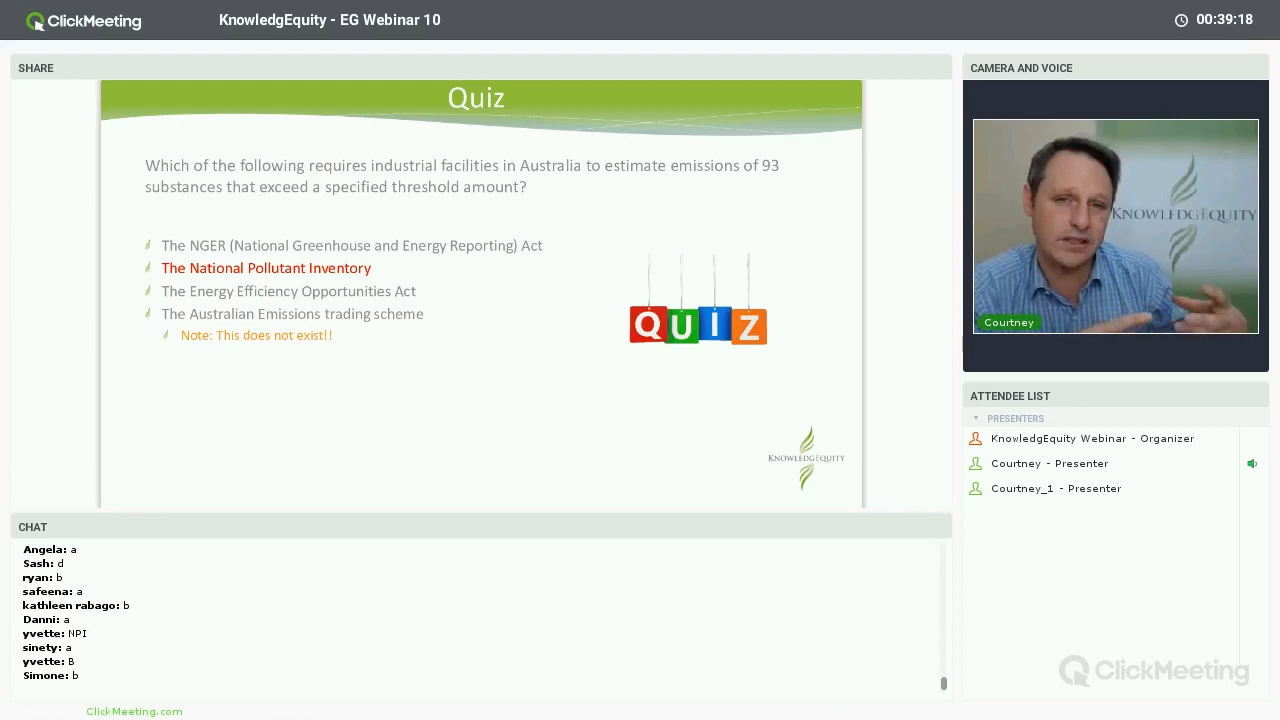 ClickMeeting
KnowledgEquity - EG Webinar 10
00:39:18
SHARE
Quiz
Which of the following requires industrial facilities in Australia to estimate emissions of 93
substances that exceed a specified threshold amount?
The NGER (National Greenhouse and Energy Reporting) Act
The National Pollutant Inventory
The Energy Efficiency Opportunities Act
The Australian Emissions trading scheme
Note: This does not exist!!
QUIZ
KNOWLEDGEQUITY
CAMERA AND VOICE
KNOWLEDGEQUITY
Courtney
ATTENDEE LIST
PRESENTERS
KnowledgEquity Webinar - Organizer
Courtney - Presenter
Courtney_1 - Presenter
CHAT
Angela: a
Sash: d
ryan: b
safeena: a
kathleen rabago: b
Danni: a
yvette: NPI
sinety: a
yvette: B
Simone: b
ClickMeeting
ClickMeeting.com